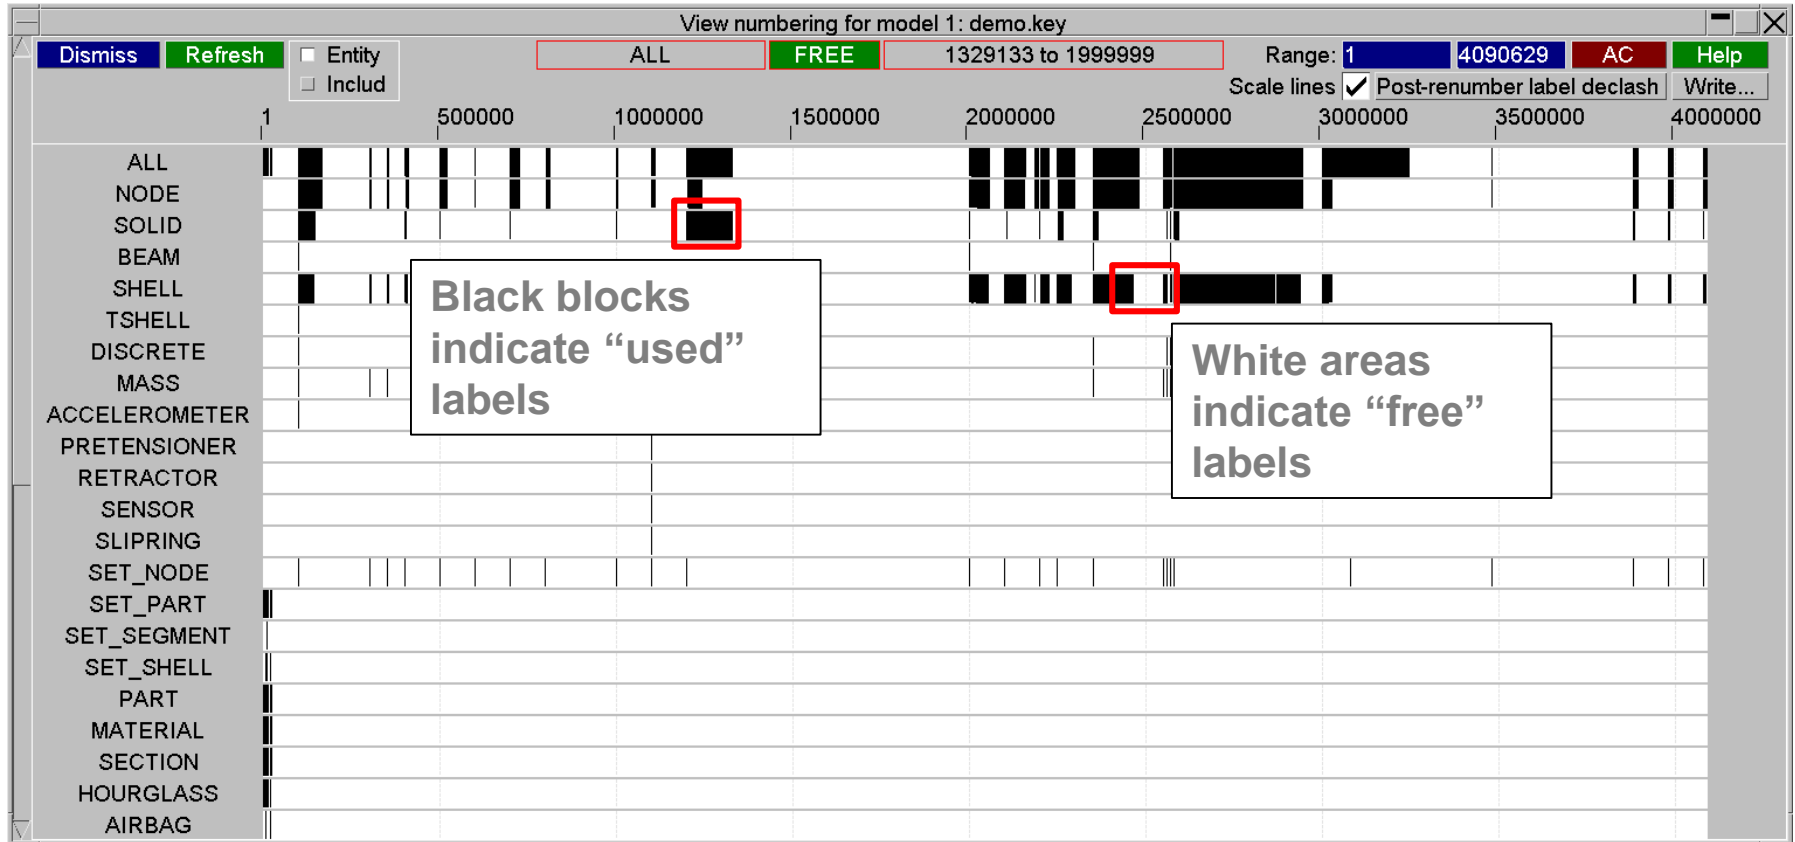 View numbering for model 1: demo.key
Dismiss Refresh Entity ALL FREE 1329133 to 1999999 Range: 1 4090629 AC Help
Includ Scale lines Post-renumber label declash Write...
1 500000 1000000 1500000 2000000 2500000 3000000 3500000 4000000
ALL
NODE
SOLID
BEAM
SHELL
TSHELL
DISCRETE
MASS
ACCELEROMETER
PRETENSIONER
RETRACTOR
SENSOR
SLIPRING
SET_NODE
SET_PART
SET_SEGMENT
SET_SHELL
PART
MATERIAL
SECTION
HOURGLASS
AIRBAG
Black blocks
indicate “used”
labels
White areas
indicate “free”
labels